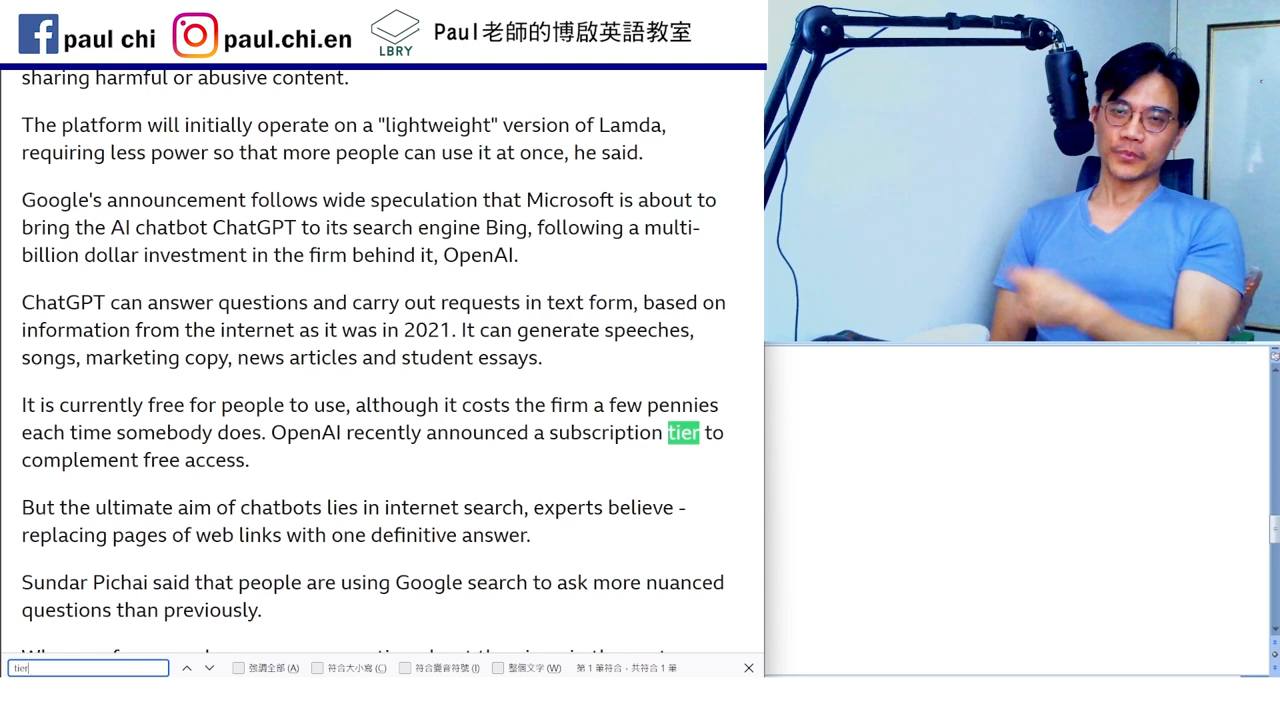 paul chi
paul.chi.en
LBRY
Paul老師的博啟英語教室
sharing harmful or abusive content.
The platform will initially operate on a "lightweight" version of Lamda,
requiring less power so that more people can use it at once, he said.
Google's announcement follows wide speculation that Microsoft is about to
bring the AI chatbot ChatGPT to its search engine Bing, following a multi-
billion dollar investment in the firm behind it, OpenAI.
ChatGPT can answer questions and carry out requests in text form, based on
information from the internet as it was in 2021. It can generate speeches,
songs, marketing copy, news articles and student essays.
It is currently free for people to use, although it costs the firm a few pennies
each time somebody does. OpenAI recently announced a subscription tier to
complement free access.
But the ultimate aim of chatbots lies in internet search, experts believe -
replacing pages of web links with one definitive answer.
Sundar Pichai said that people are using Google search to ask more nuanced
questions than previously.
tier
強調全部 (A)
符合大小寫 (C)
符合變音符號 (I)
整個文字 (W)
第 1 筆符合，共符合 1 筆